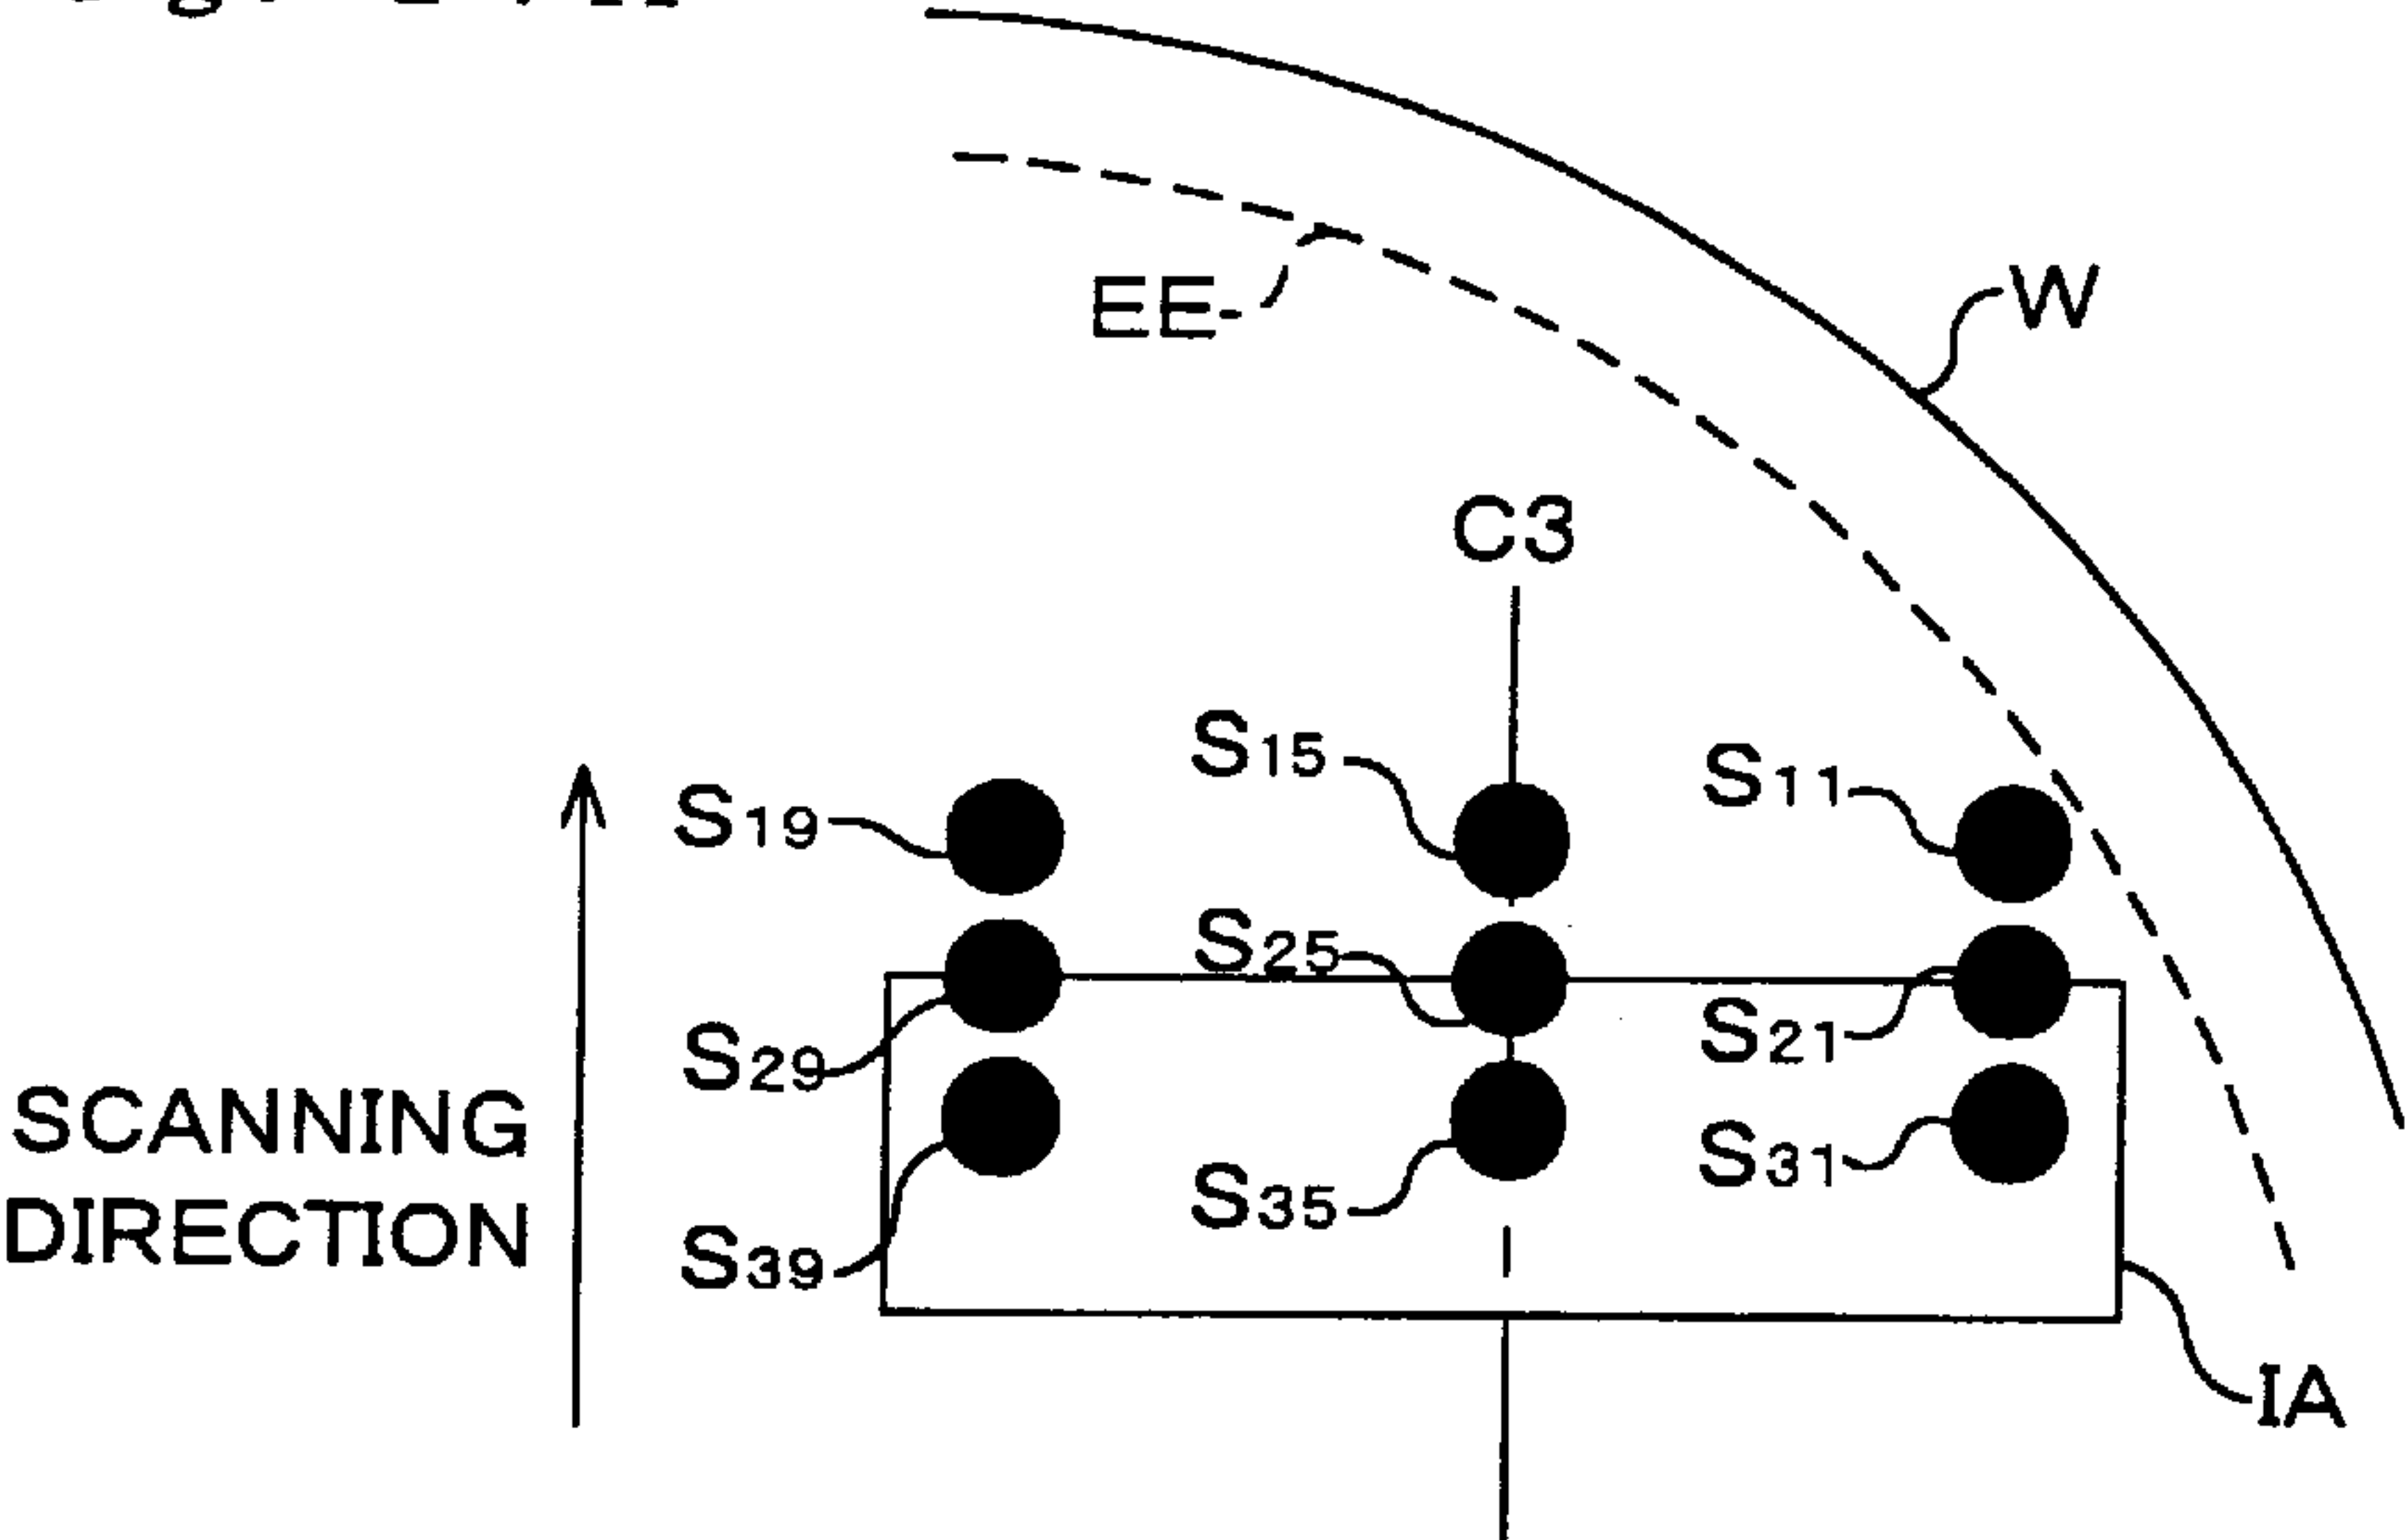 EE
W
C3
S15
S11
S19
S25
S21
S29
SCANNING
DIRECTION
S31
S35
S39
IA